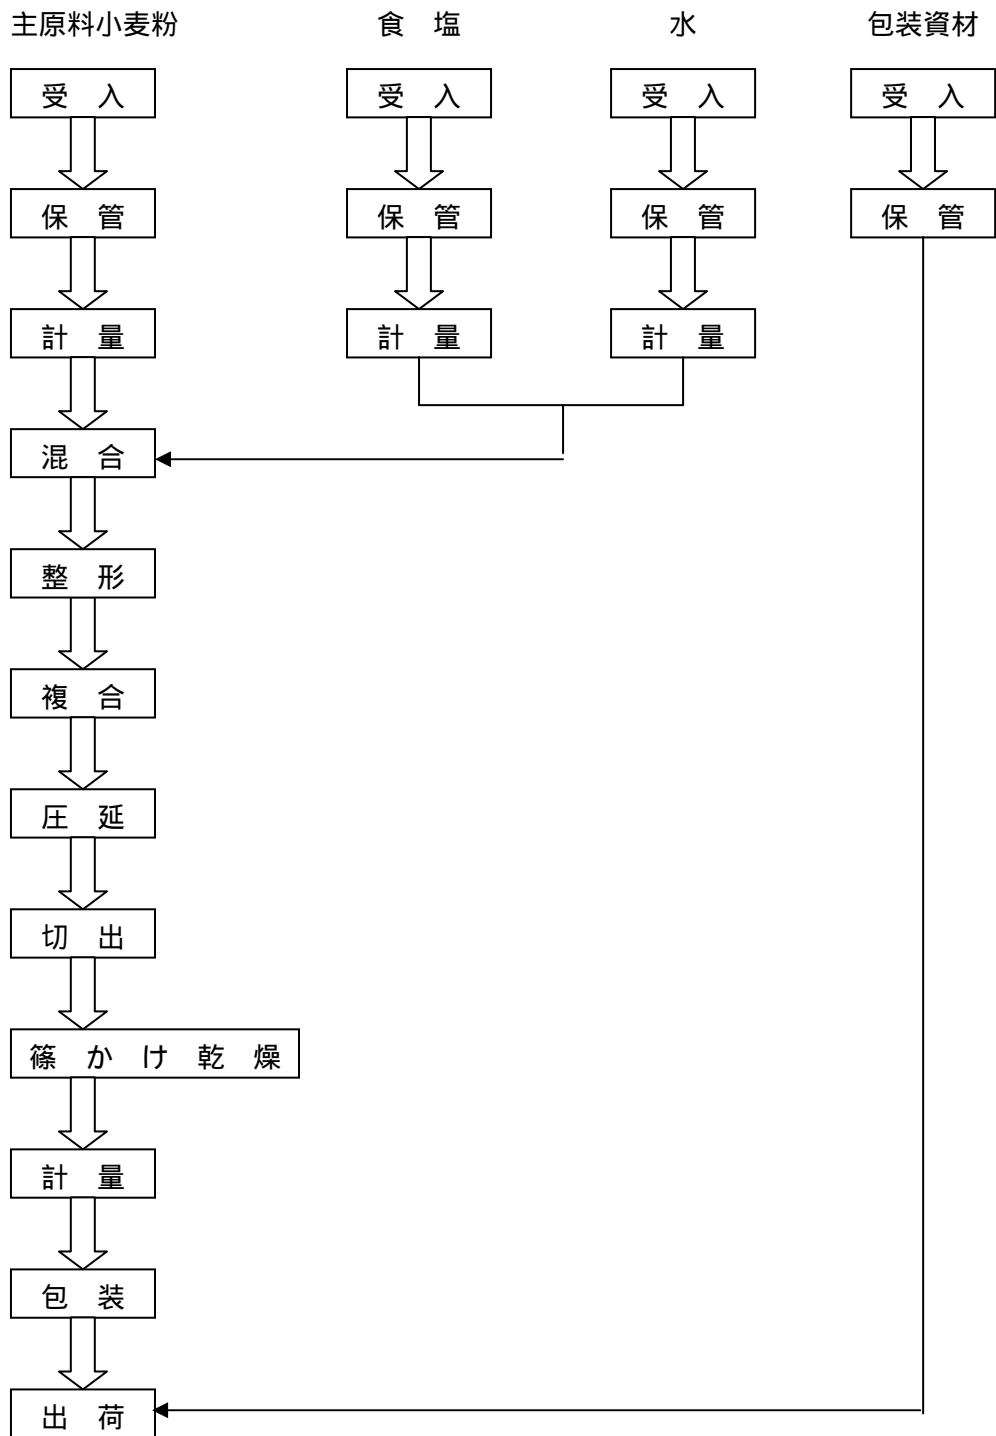 主原料小麦粉 食 塩 水 包装資材
受 入 受 入 受 入 受 入
保 管 保 管 保 管 保 管
計 量 計 量 計 量
混 合
整 形
複 合
圧 延
切 出
篠 か け 乾 燥
計 量
包 装
出 荷